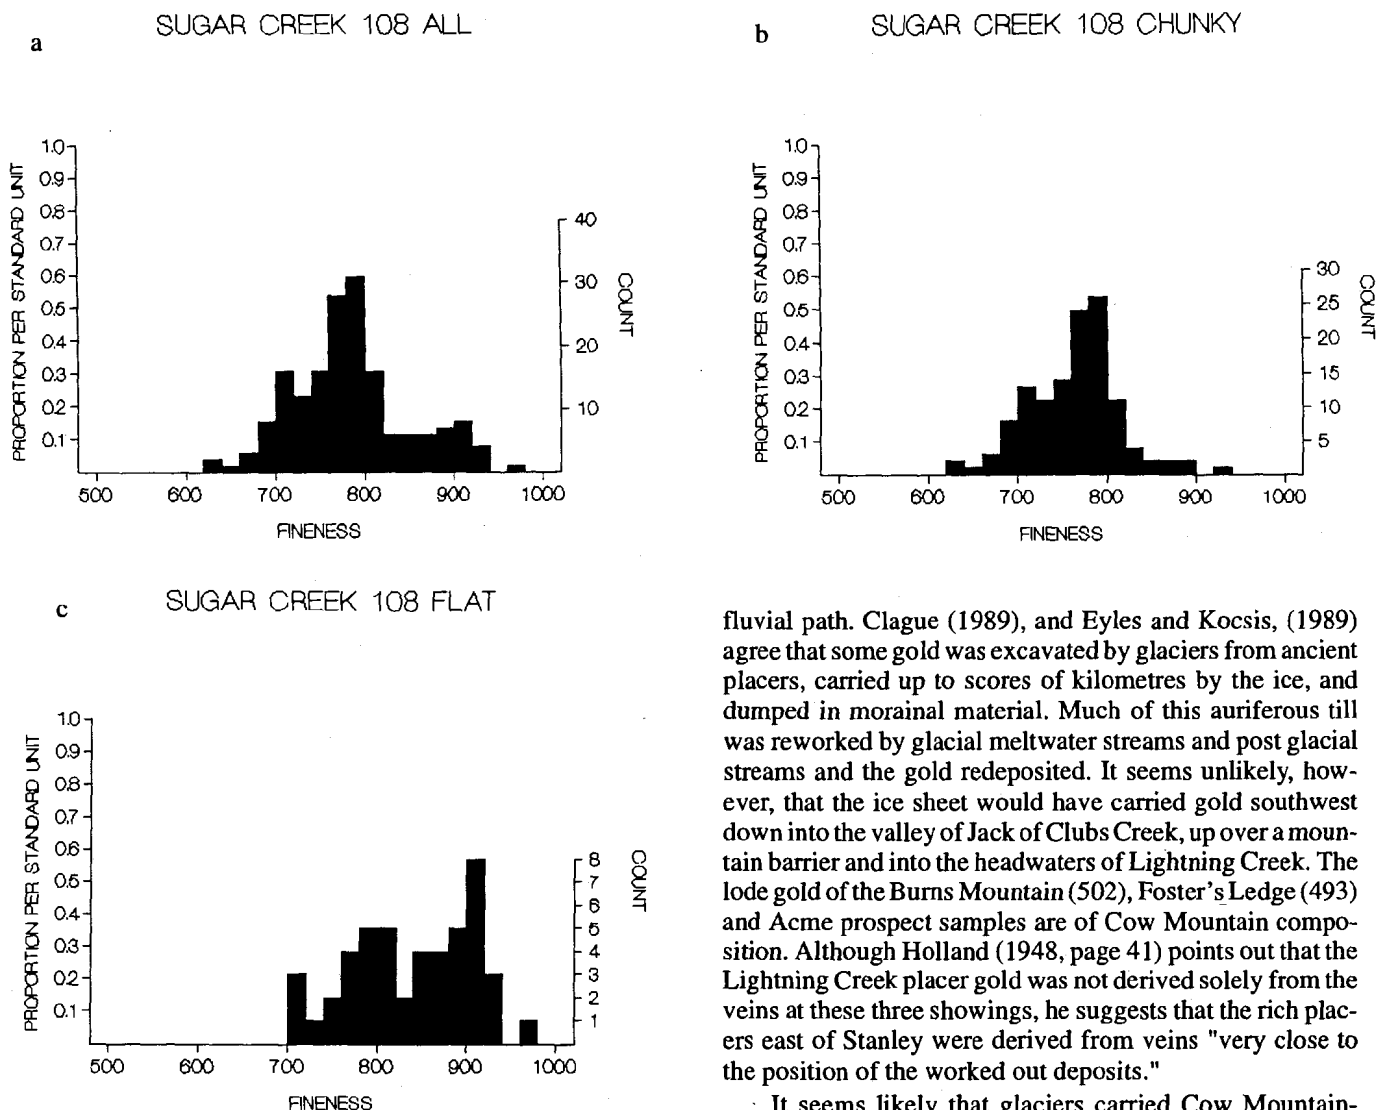 SUGAR CREEK 108 ALL
a
1.0
0.9
0.8
0.7
0.6
0.5
0.4
0.3
0.2
0.1
PROPORTION PER STANDARD UNIT
40
30
20
10
COUNT
500 600 700 800 900 1000
FINENESS
SUGAR CREEK 108 CHUNKY
b
1.0
0.9
0.8
0.7
0.6
0.5
0.4
0.3
0.2
0.1
PROPORTION PER STANDARD UNIT
30
25
20
15
10
5
COUNT
500 600 700 800 900 1000
FINENESS
SUGAR CREEK 108 FLAT
c
1.0
0.9
0.8
0.7
0.6
0.5
0.4
0.3
0.2
0.1
PROPORTION PER STANDARD UNIT
8
7
6
5
4
3
2
1
COUNT
500 600 700 800 900 1000
FINENESS
fluvial path. Clague (1989), and Eyles and Kocsis, (1989)
agree that some gold was excavated by glaciers from ancient
placers, carried up to scores of kilometres by the ice, and
dumped in morainal material. Much of this auriferous till
was reworked by glacial meltwater streams and post glacial
streams and the gold redeposited. It seems unlikely, how-
ever, that the ice sheet would have carried gold southwest
down into the valley of Jack of Clubs Creek, up over a moun-
tain barrier and into the headwaters of Lightning Creek. The
lode gold of the Burns Mountain (502), Foster's Ledge (493)
and Acme prospect samples are of Cow Mountain compo-
sition. Although Holland (1948, page 41) points out that the
Lightning Creek placer gold was not derived solely from the
veins at these three showings, he suggests that the rich plac-
ers east of Stanley were derived from veins "very close to
the position of the worked out deposits."
It seems likely that glaciers carried Cow Mountain-